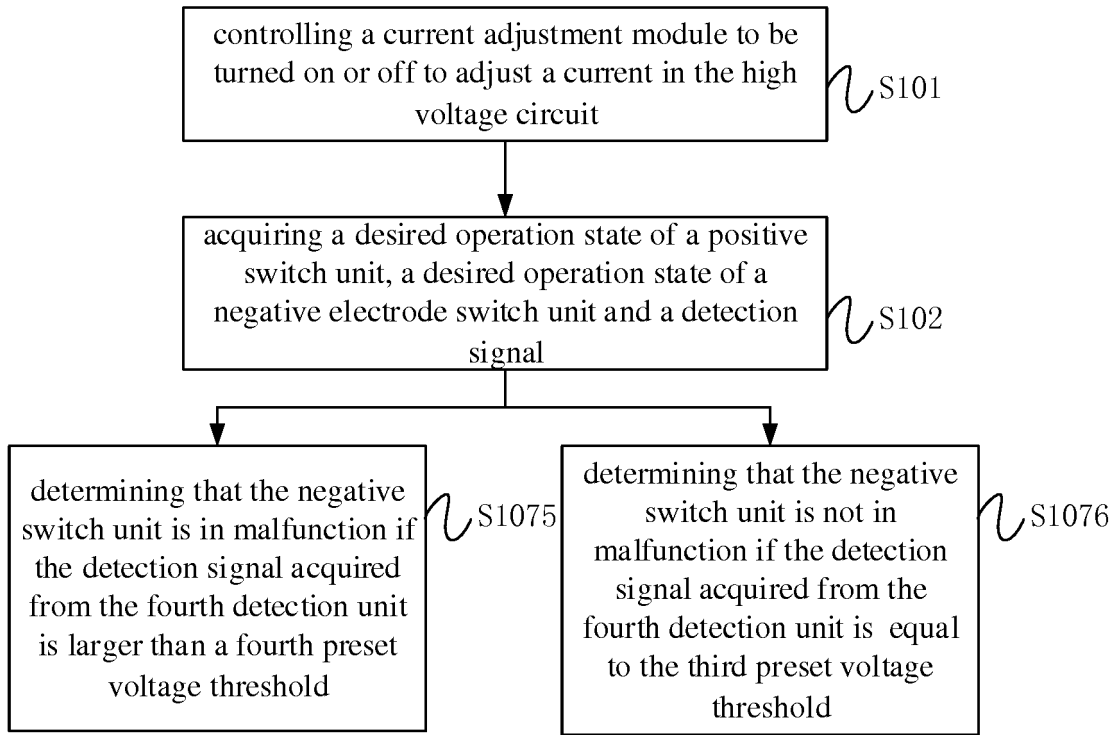 controlling a current adjustment module to be
turned on or off to adjust a current in the high
voltage circuit
S101
acquiring a desired operation state of a positive
switch unit, a desired operation state of a
negative electrode switch unit and a detection
signal
S102
determining that the negative
switch unit is in malfunction if
the detection signal acquired
from the fourth detection unit
is larger than a fourth preset
voltage threshold
S1075
determining that the negative
switch unit is not in
malfunction if the detection
signal acquired from the
fourth detection unit is equal
to the third preset voltage
threshold
S1076